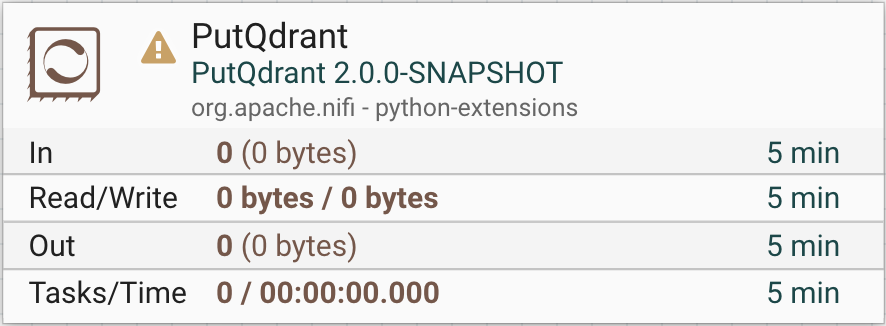 PutQdrant
PutQdrant 2.0.0-SNAPSHOT
org.apache.nifi - python-extensions
In 0 (0 bytes) 5 min
Read/Write 0 bytes / 0 bytes 5 min
Out 0 (0 bytes) 5 min
Tasks/Time 0 / 00:00:00.000 5 min